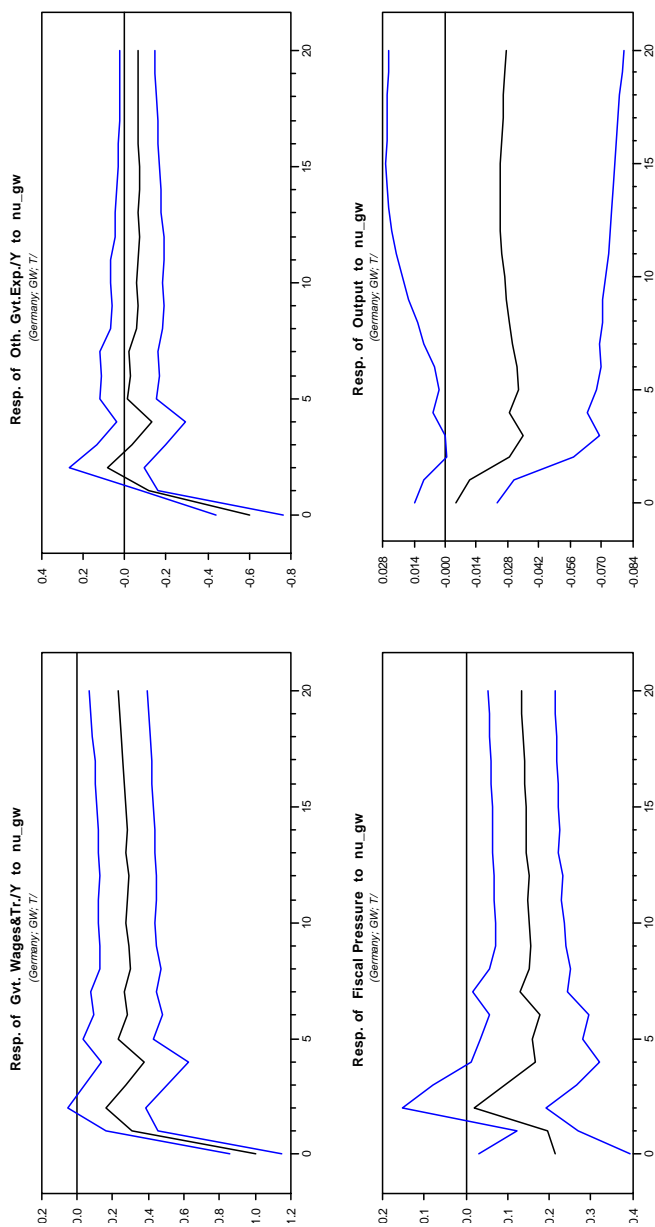 Resp. of Gvt. Wages&Tr./Y to nu_gw
(Germany; GW; T/
0.2
0.0
0.2
0.4
0.6
0.8
1.0
1.2
0 5 10 15 20
Resp. of Oth. Gvt.Exp./Y to nu_gw
(Germany; GW; T/
0.4
0.2
-0.0
-0.2
-0.4
-0.6
-0.8
0 5 10 15 20
Resp. of Fiscal Pressure to nu_gw
(Germany; GW; T/
0.2
0.1
0.0
0.1
0.2
0.3
0.4
0 5 10 15 20
Resp. of Output to nu_gw
(Germany; GW; T/
0.028
0.014
-0.000
-0.014
-0.028
-0.042
-0.056
-0.070
-0.084
0 5 10 15 20